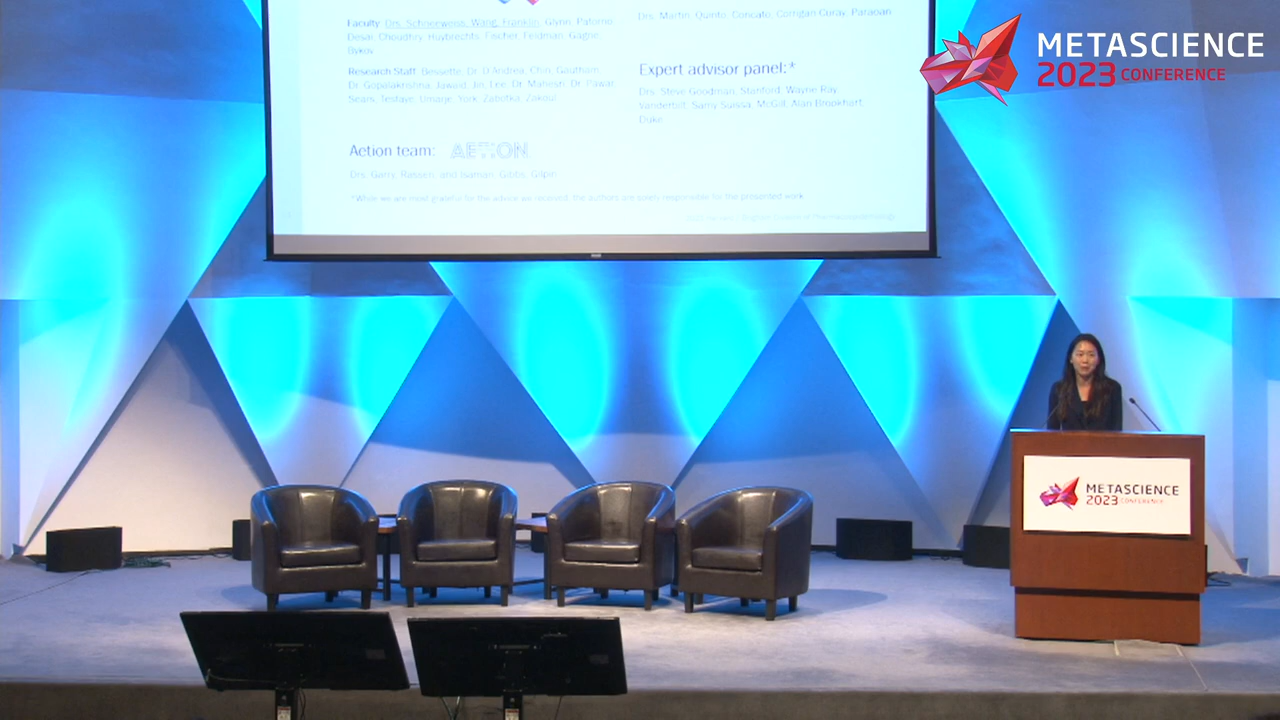 Faculty: Drs. Schneeweiss, Wang, Franklin, Glynn, Patorno,
Desai, Choudhry, Huybrechts, Fischer, Feldman, Gagne,
Bykov
Research Staff: Bessette, Dr. D'Andrea, Chin, Gautham,
Dr. Gopalakrishna, Jawaid, Jin, Lee, Dr. Mahesri, Dr. Pawar,
Sears, Tesfaye, Umarje, York, Zabotka, Zakoul
Aetion team: AETION
Drs. Garry, Rassen, and Isaman, Gibbs, Gilpin
Drs. Martin, Quinto, Concato, Corrigan-Curay, Paraoan
Expert advisor panel:*
Drs. Steve Goodman, Stanford, Wayne Ray,
Vanderbilt, Samy Suissa, McGill, Alan Brookhart,
Duke
*While we are most grateful for the advice we received, the authors are solely responsible for the presented work
METASCIENCE
2023 CONFERENCE
METASCIENCE
2023 CONFERENCE